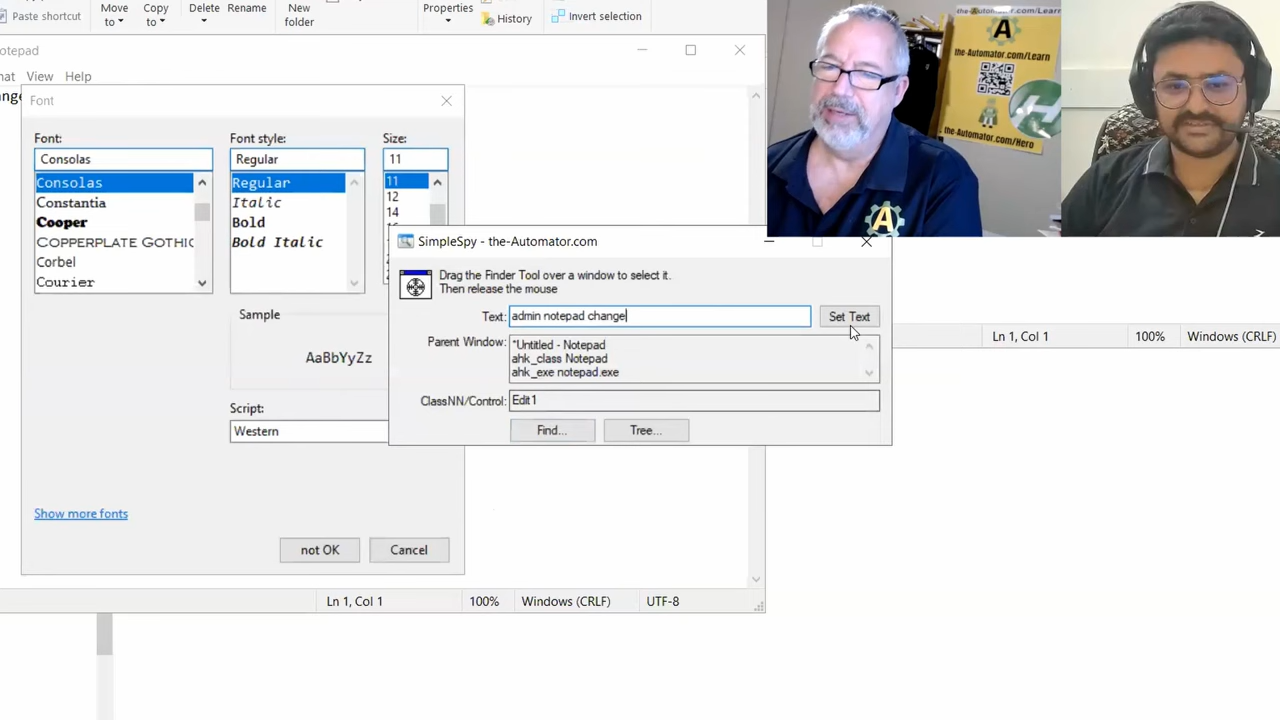 Paste shortcut
Move
to
Copy
to
Delete
Rename
New
folder
Properties
History
Invert selection
otepad
mat View Help
ange
Font
Font:
Font style:
Size:
Consolas
Regular
11
Consolas
Constantia
Cooper
COPPERPLATE GOTHIC
Corbel
Courier
Regular
Italic
Bold
Bold Italic
11
12
14
Sample
AaBbYyZz
Script:
Western
Show more fonts
not OK
Cancel
Ln 1, Col 1
100%
Windows (CRLF)
UTF-8
SimpleSpy - the-Automator.com
Drag the Finder Tool over a window to select it.
Then release the mouse
Text:
admin notepad change
Set Text
Parent Window:
*Untitled - Notepad
ahk_class Notepad
ahk_exe notepad.exe
ClassNN/Control:
Edit1
Find...
Tree...
Ln 1, Col 1
100%
Windows (CRLF)
the-Automator.com/Learn
A
the-Automator.com/Hero
H
A